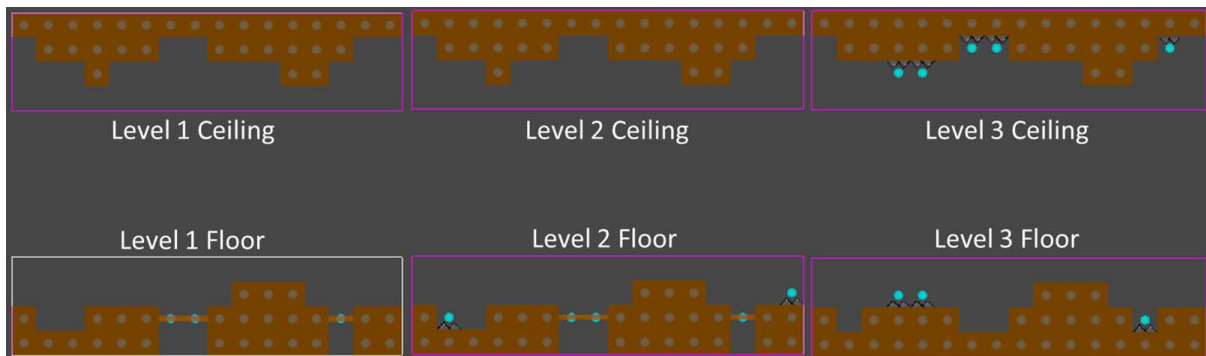 Level 1 Ceiling
Level 2 Ceiling
Level 3 Ceiling
Level 1 Floor
Level 2 Floor
Level 3 Floor